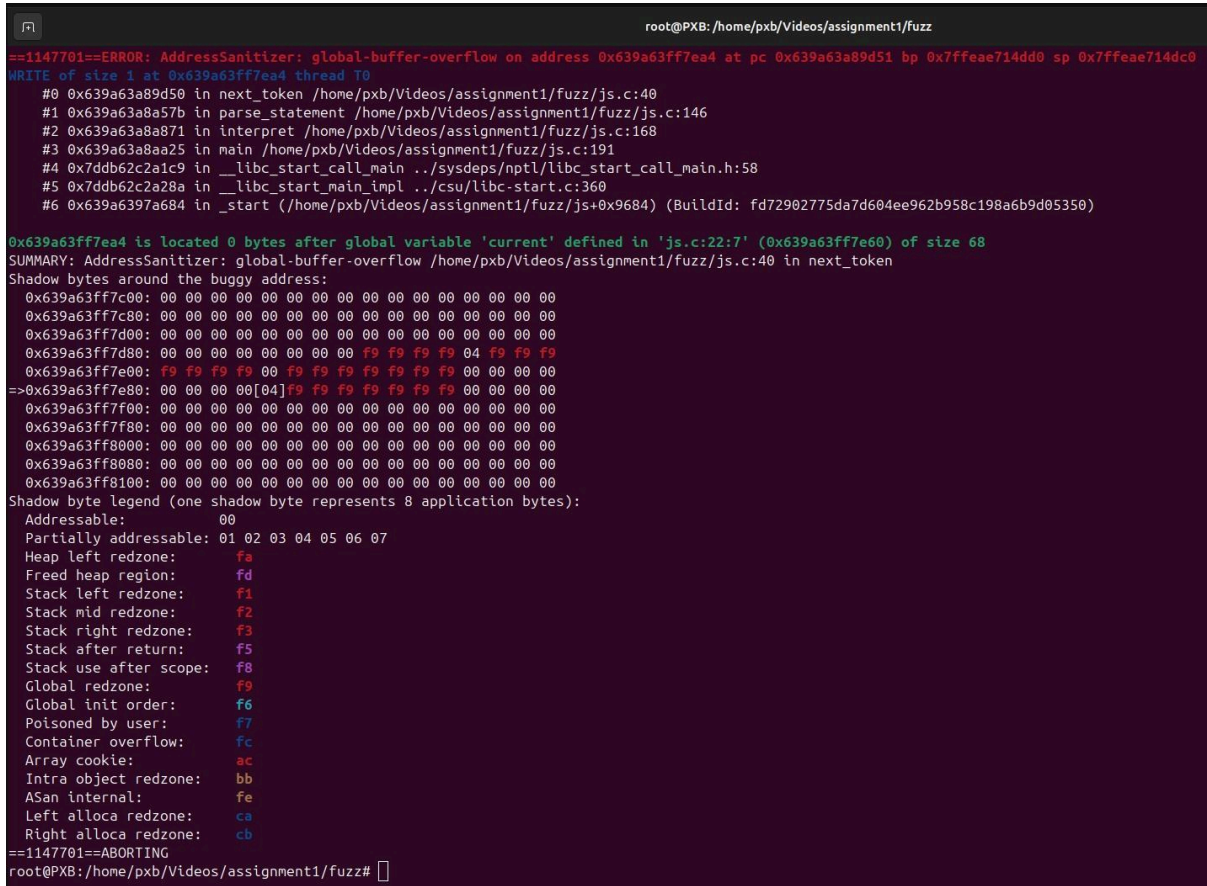 root@PXB: /home/pxb/Videos/assignment1/fuzz
==1147701==ERROR: AddressSanitizer: global-buffer-overflow on address 0x639a63ff7ea4 at pc 0x639a63a89d51 bp 0x7ffeae714dd0 sp 0x7ffeae714dc0
WRITE of size 1 at 0x639a63ff7ea4 thread T0
    #0 0x639a63a89d50 in next_token /home/pxb/Videos/assignment1/fuzz/js.c:40
    #1 0x639a63a8a57b in parse_statement /home/pxb/Videos/assignment1/fuzz/js.c:146
    #2 0x639a63a8a871 in interpret /home/pxb/Videos/assignment1/fuzz/js.c:168
    #3 0x639a63a8aa25 in main /home/pxb/Videos/assignment1/fuzz/js.c:191
    #4 0x7ddb62c2a1c9 in __libc_start_call_main ../sysdeps/nptl/libc_start_call_main.h:58
    #5 0x7ddb62c2a28a in __libc_start_main_impl ../csu/libc-start.c:360
    #6 0x639a6397a684 in _start (/home/pxb/Videos/assignment1/fuzz/js+0x9684) (BuildId: fd72902775da7d604ee962b958c198a6b9d05350)
0x639a63ff7ea4 is located 0 bytes after global variable 'current' defined in 'js.c:22:7' (0x639a63ff7e60) of size 68
SUMMARY: AddressSanitizer: global-buffer-overflow /home/pxb/Videos/assignment1/fuzz/js.c:40 in next_token
Shadow bytes around the buggy address:
  0x639a63ff7c00: 00 00 00 00 00 00 00 00 00 00 00 00 00 00 00 00
  0x639a63ff7c80: 00 00 00 00 00 00 00 00 00 00 00 00 00 00 00 00
  0x639a63ff7d00: 00 00 00 00 00 00 00 00 00 00 00 00 00 00 00 00
  0x639a63ff7d80: 00 00 00 00 00 00 00 00 f9 f9 f9 f9 04 f9 f9 f9
  0x639a63ff7e00: f9 f9 f9 f9 00 f9 f9 f9 f9 f9 f9 f9 00 00 00 00
=>0x639a63ff7e80: 00 00 00 00[04]f9 f9 f9 f9 f9 f9 f9 00 00 00 00
  0x639a63ff7f00: 00 00 00 00 00 00 00 00 00 00 00 00 00 00 00 00
  0x639a63ff7f80: 00 00 00 00 00 00 00 00 00 00 00 00 00 00 00 00
  0x639a63ff8000: 00 00 00 00 00 00 00 00 00 00 00 00 00 00 00 00
  0x639a63ff8080: 00 00 00 00 00 00 00 00 00 00 00 00 00 00 00 00
  0x639a63ff8100: 00 00 00 00 00 00 00 00 00 00 00 00 00 00 00 00
Shadow byte legend (one shadow byte represents 8 application bytes):
  Addressable:           00
  Partially addressable: 01 02 03 04 05 06 07
  Heap left redzone:       fa
  Freed heap region:       fd
  Stack left redzone:      f1
  Stack mid redzone:       f2
  Stack right redzone:     f3
  Stack after return:      f5
  Stack use after scope:   f8
  Global redzone:          f9
  Global init order:       f6
  Poisoned by user:        f7
  Container overflow:      fc
  Array cookie:            ac
  Intra object redzone:    bb
  ASan internal:           fe
  Left alloca redzone:     ca
  Right alloca redzone:    cb
==1147701==ABORTING
root@PXB:/home/pxb/Videos/assignment1/fuzz#